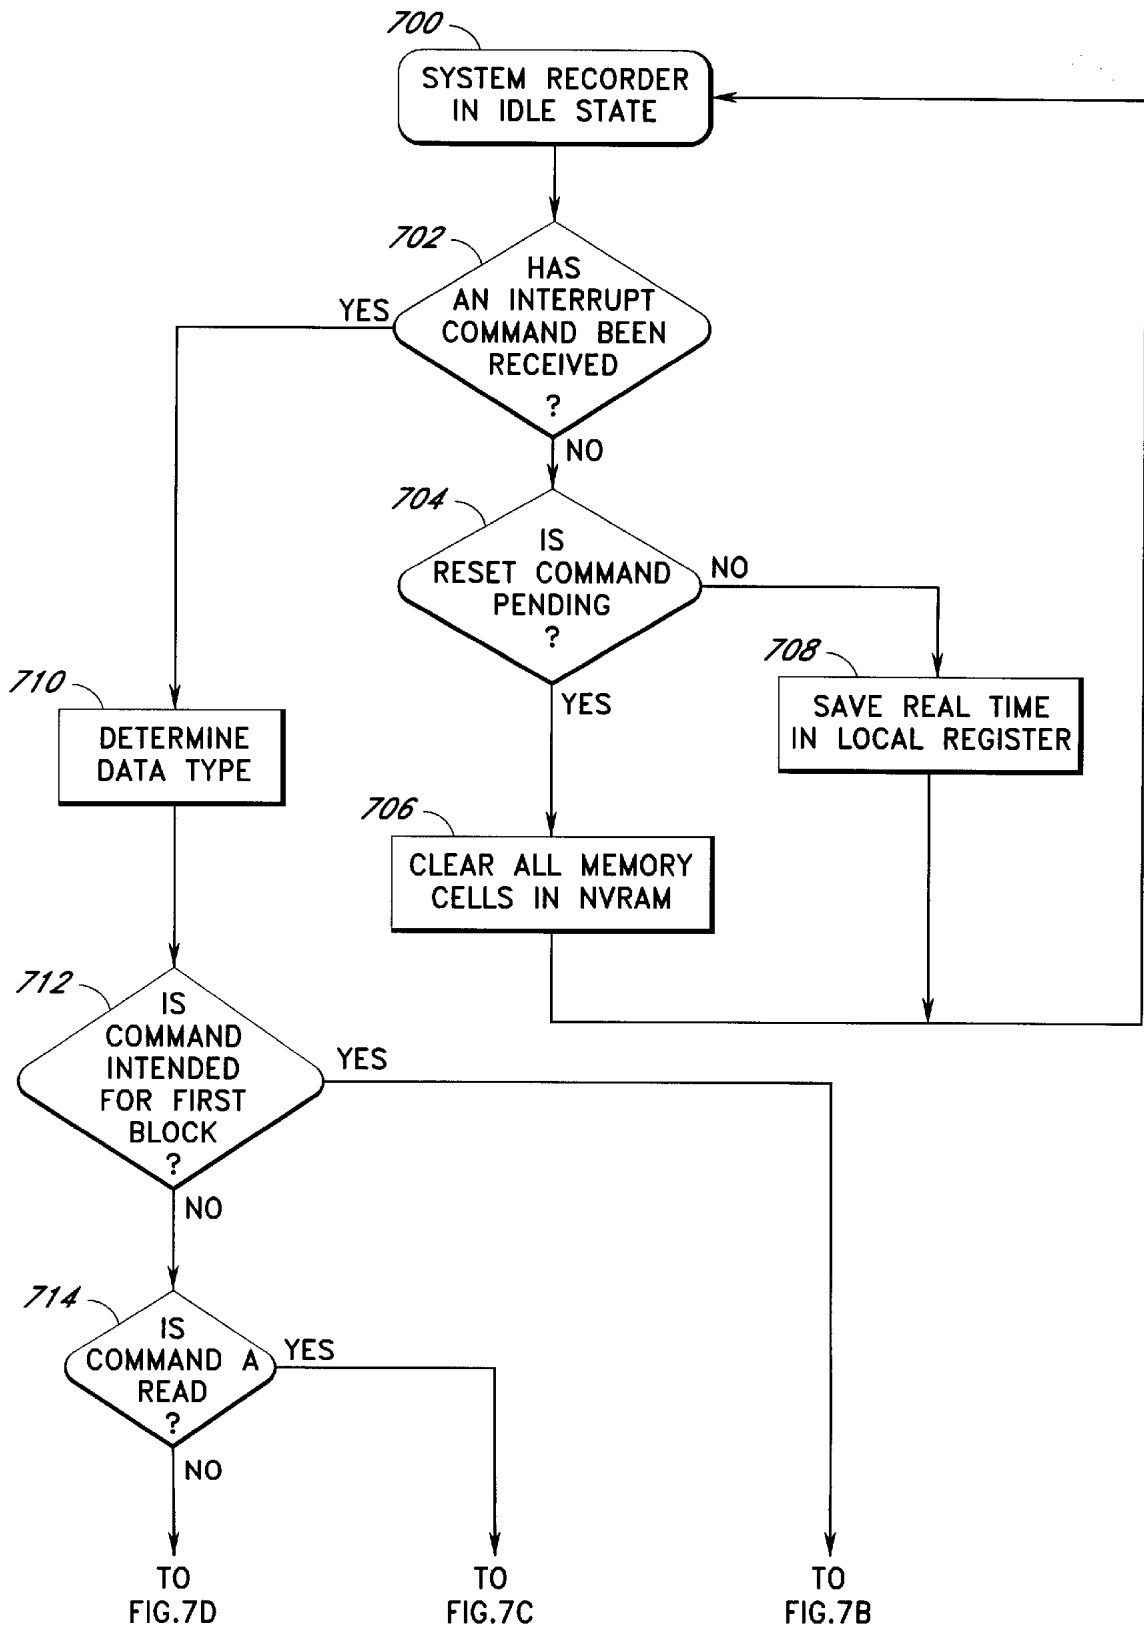 700
SYSTEM RECORDER
IN IDLE STATE
702
HAS
AN INTERRUPT
COMMAND BEEN
RECEIVED
?
YES
NO
704
IS
RESET COMMAND
PENDING
?
NO
YES
708
SAVE REAL TIME
IN LOCAL REGISTER
710
DETERMINE
DATA TYPE
706
CLEAR ALL MEMORY
CELLS IN NVRAM
712
IS
COMMAND
INTENDED
FOR FIRST
BLOCK
?
YES
NO
714
IS
COMMAND A
READ
?
YES
NO
TO
FIG.7D
TO
FIG.7C
TO
FIG.7B